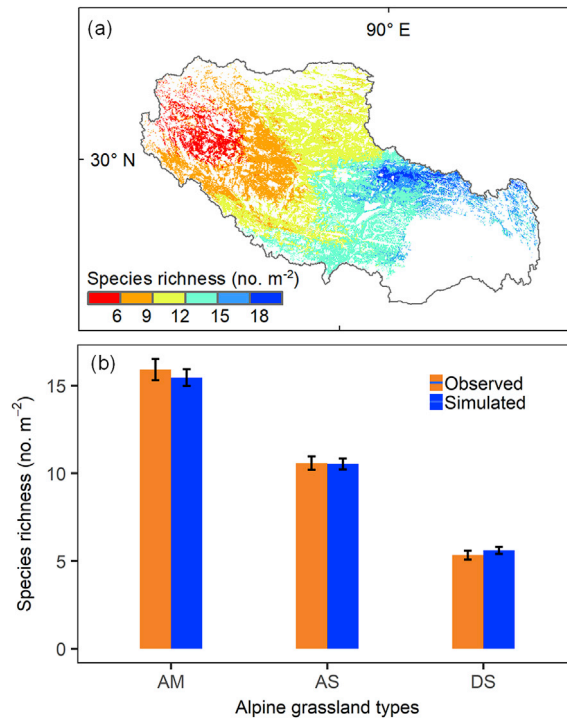 (a)
90° E
30° N
Species richness (no. m⁻²)
6 9 12 15 18
(b)
Species richness (no. m⁻²)
15
10
5
0
Observed
Simulated
AM AS DS
Alpine grassland types